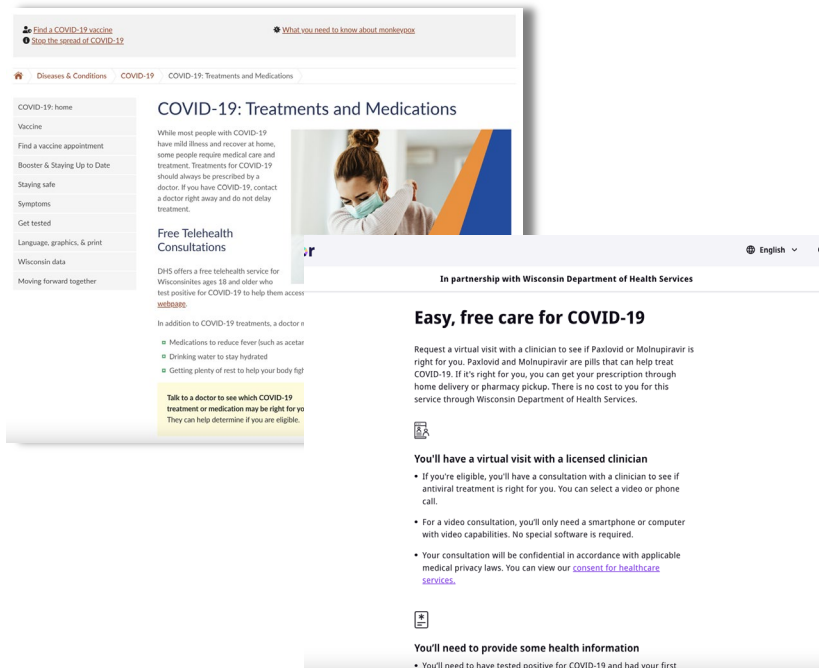 Find a COVID-19 vaccine
Stop the spread of COVID-19
What you need to know about monkeypox
Diseases & Conditions COVID-19 COVID-19: Treatments and Medications
COVID-19: home
Vaccine
Find a vaccine appointment
Booster & Staying Up to Date
Staying safe
Symptoms
Get tested
Language, graphics, & print
Wisconsin data
Moving forward together
COVID-19: Treatments and Medications
While most people with COVID-19
have mild illness and recover at home,
some people require medical care and
treatment. Treatments for COVID-19
should always be prescribed by a
doctor. If you have COVID-19, contact
a doctor right away and do not delay
treatment.
Free Telehealth
Consultations
DHS offers a free telehealth service for
Wisconsinites ages 18 and older who
test positive for COVID-19 to help them access
webpage.
In addition to COVID-19 treatments, a doctor
Medications to reduce fever (such as
Drinking water to stay hydrated
Getting plenty of rest to help your body
Talk to a doctor to see which COVID-19
treatment or medication may be right for
They can help determine if you are eligible.
English
In partnership with Wisconsin Department of Health Services
Easy, free care for COVID-19
Request a virtual visit with a clinician to see if Paxlovid or Molnupiravir is
right for you. Paxlovid and Molnupiravir are pills that can help treat
COVID-19. If it's right for you, you can get your prescription through
home delivery or pharmacy pickup. There is no cost to you for this
service through Wisconsin Department of Health Services.
You'll have a virtual visit with a licensed clinician
• If you're eligible, you'll have a consultation with a clinician to see if
antiviral treatment is right for you. You can select a video or phone
call.
• For a video consultation, you'll only need a smartphone or computer
with video capabilities. No special software is required.
• Your consultation will be confidential in accordance with applicable
medical privacy laws. You can view our consent for healthcare
services.
You'll need to provide some health information
• You'll need to have tested positive for COVID-19 and had your first